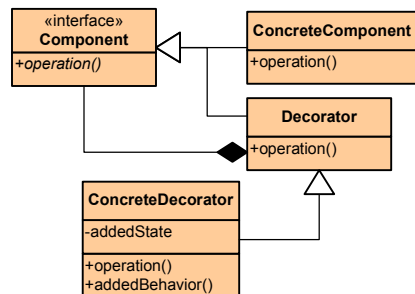 «interface»
Component
+operation()
ConcreteComponent
+operation()
Decorator
+operation()
ConcreteDecorator
-addedState
+operation()
+addedBehavior()